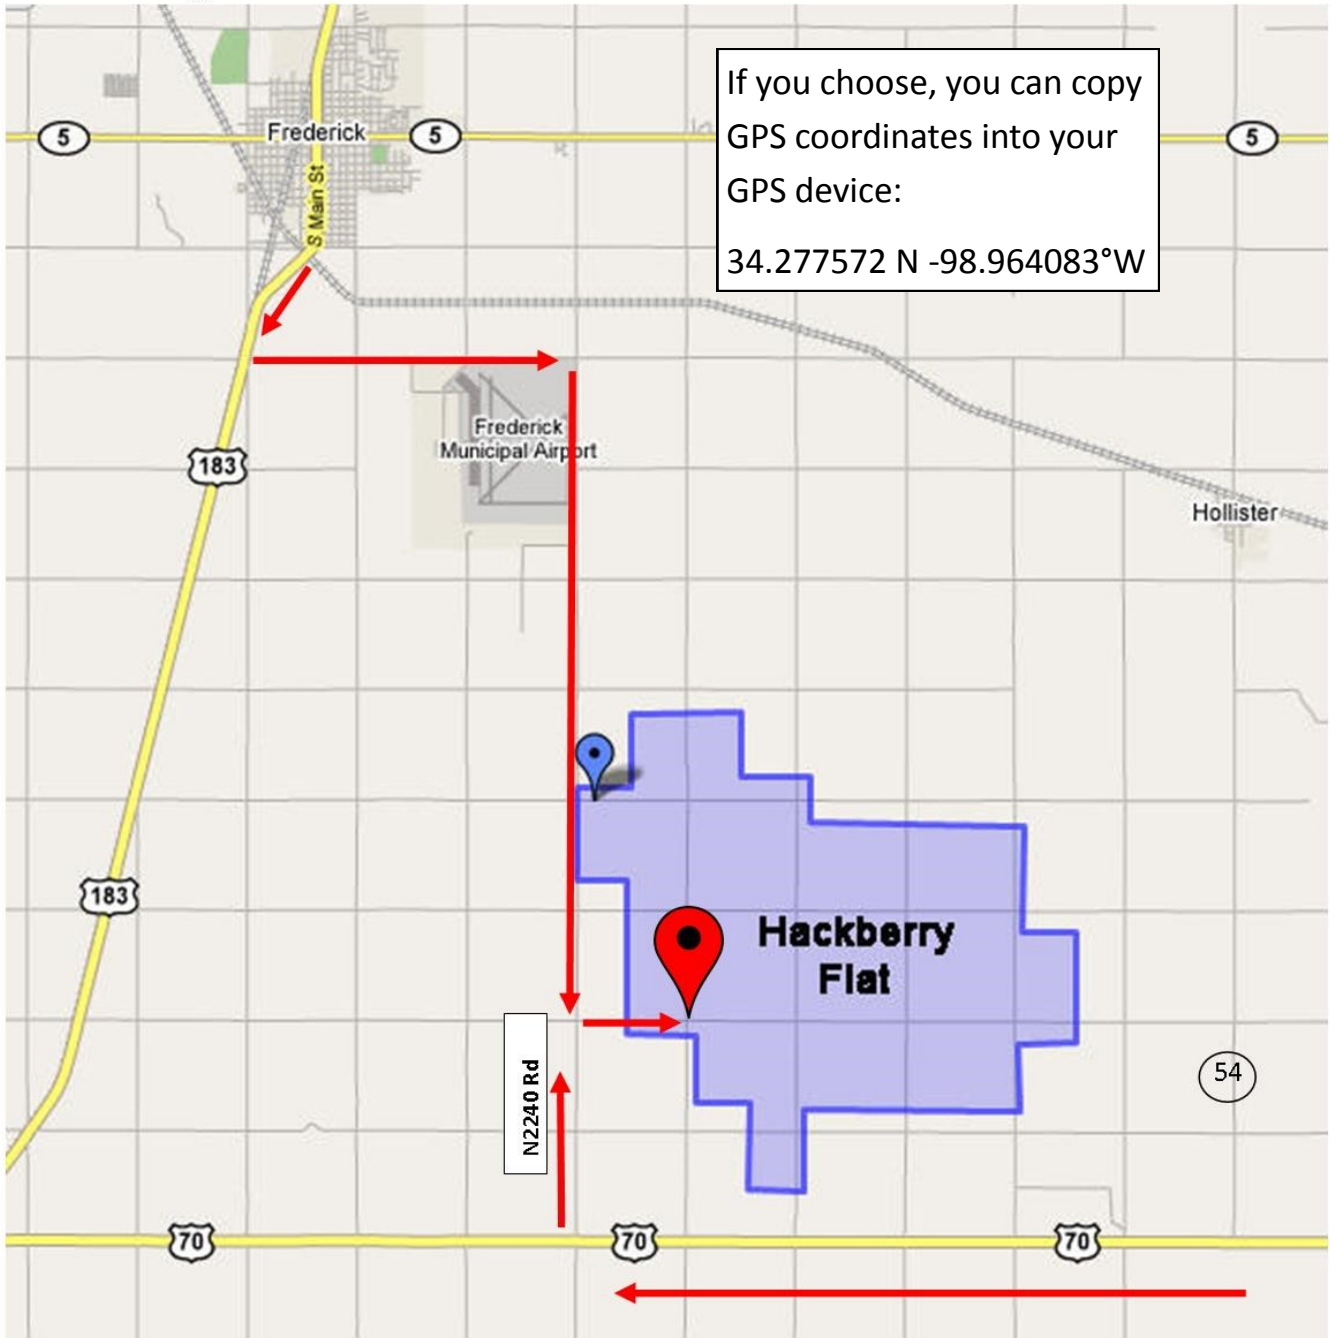 If you choose, you can copy
GPS coordinates into your
GPS device:
34.277572 N -98.964083°W
5
Frederick
5
5
S Main St
Frederick
Municipal Airport
183
Hollister
183
Hackberry
Flat
N2240 Rd
54
70
70
70